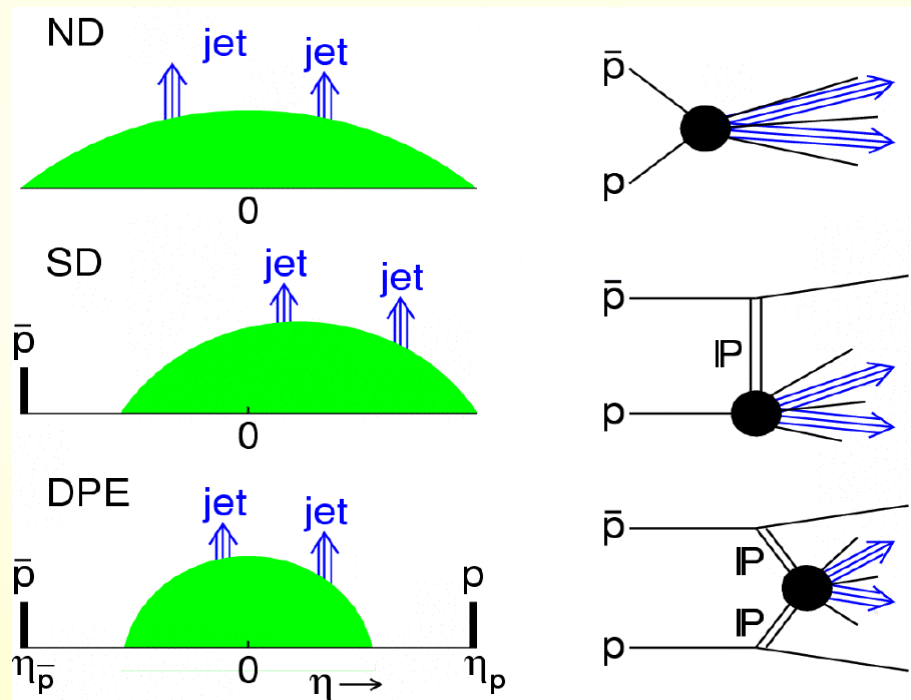 ND
jet jet
0
p̄
p
SD
jet jet
p̄
0
p̄
ℙ
p
DPE
jet jet
p̄ p
η_p̄ 0 η → η_p
p̄
ℙ
ℙ
p